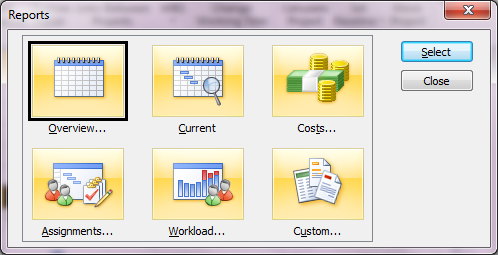 Reports
Select
Close
Overview...
Current
Costs...
Assignments...
Workload...
Custom...